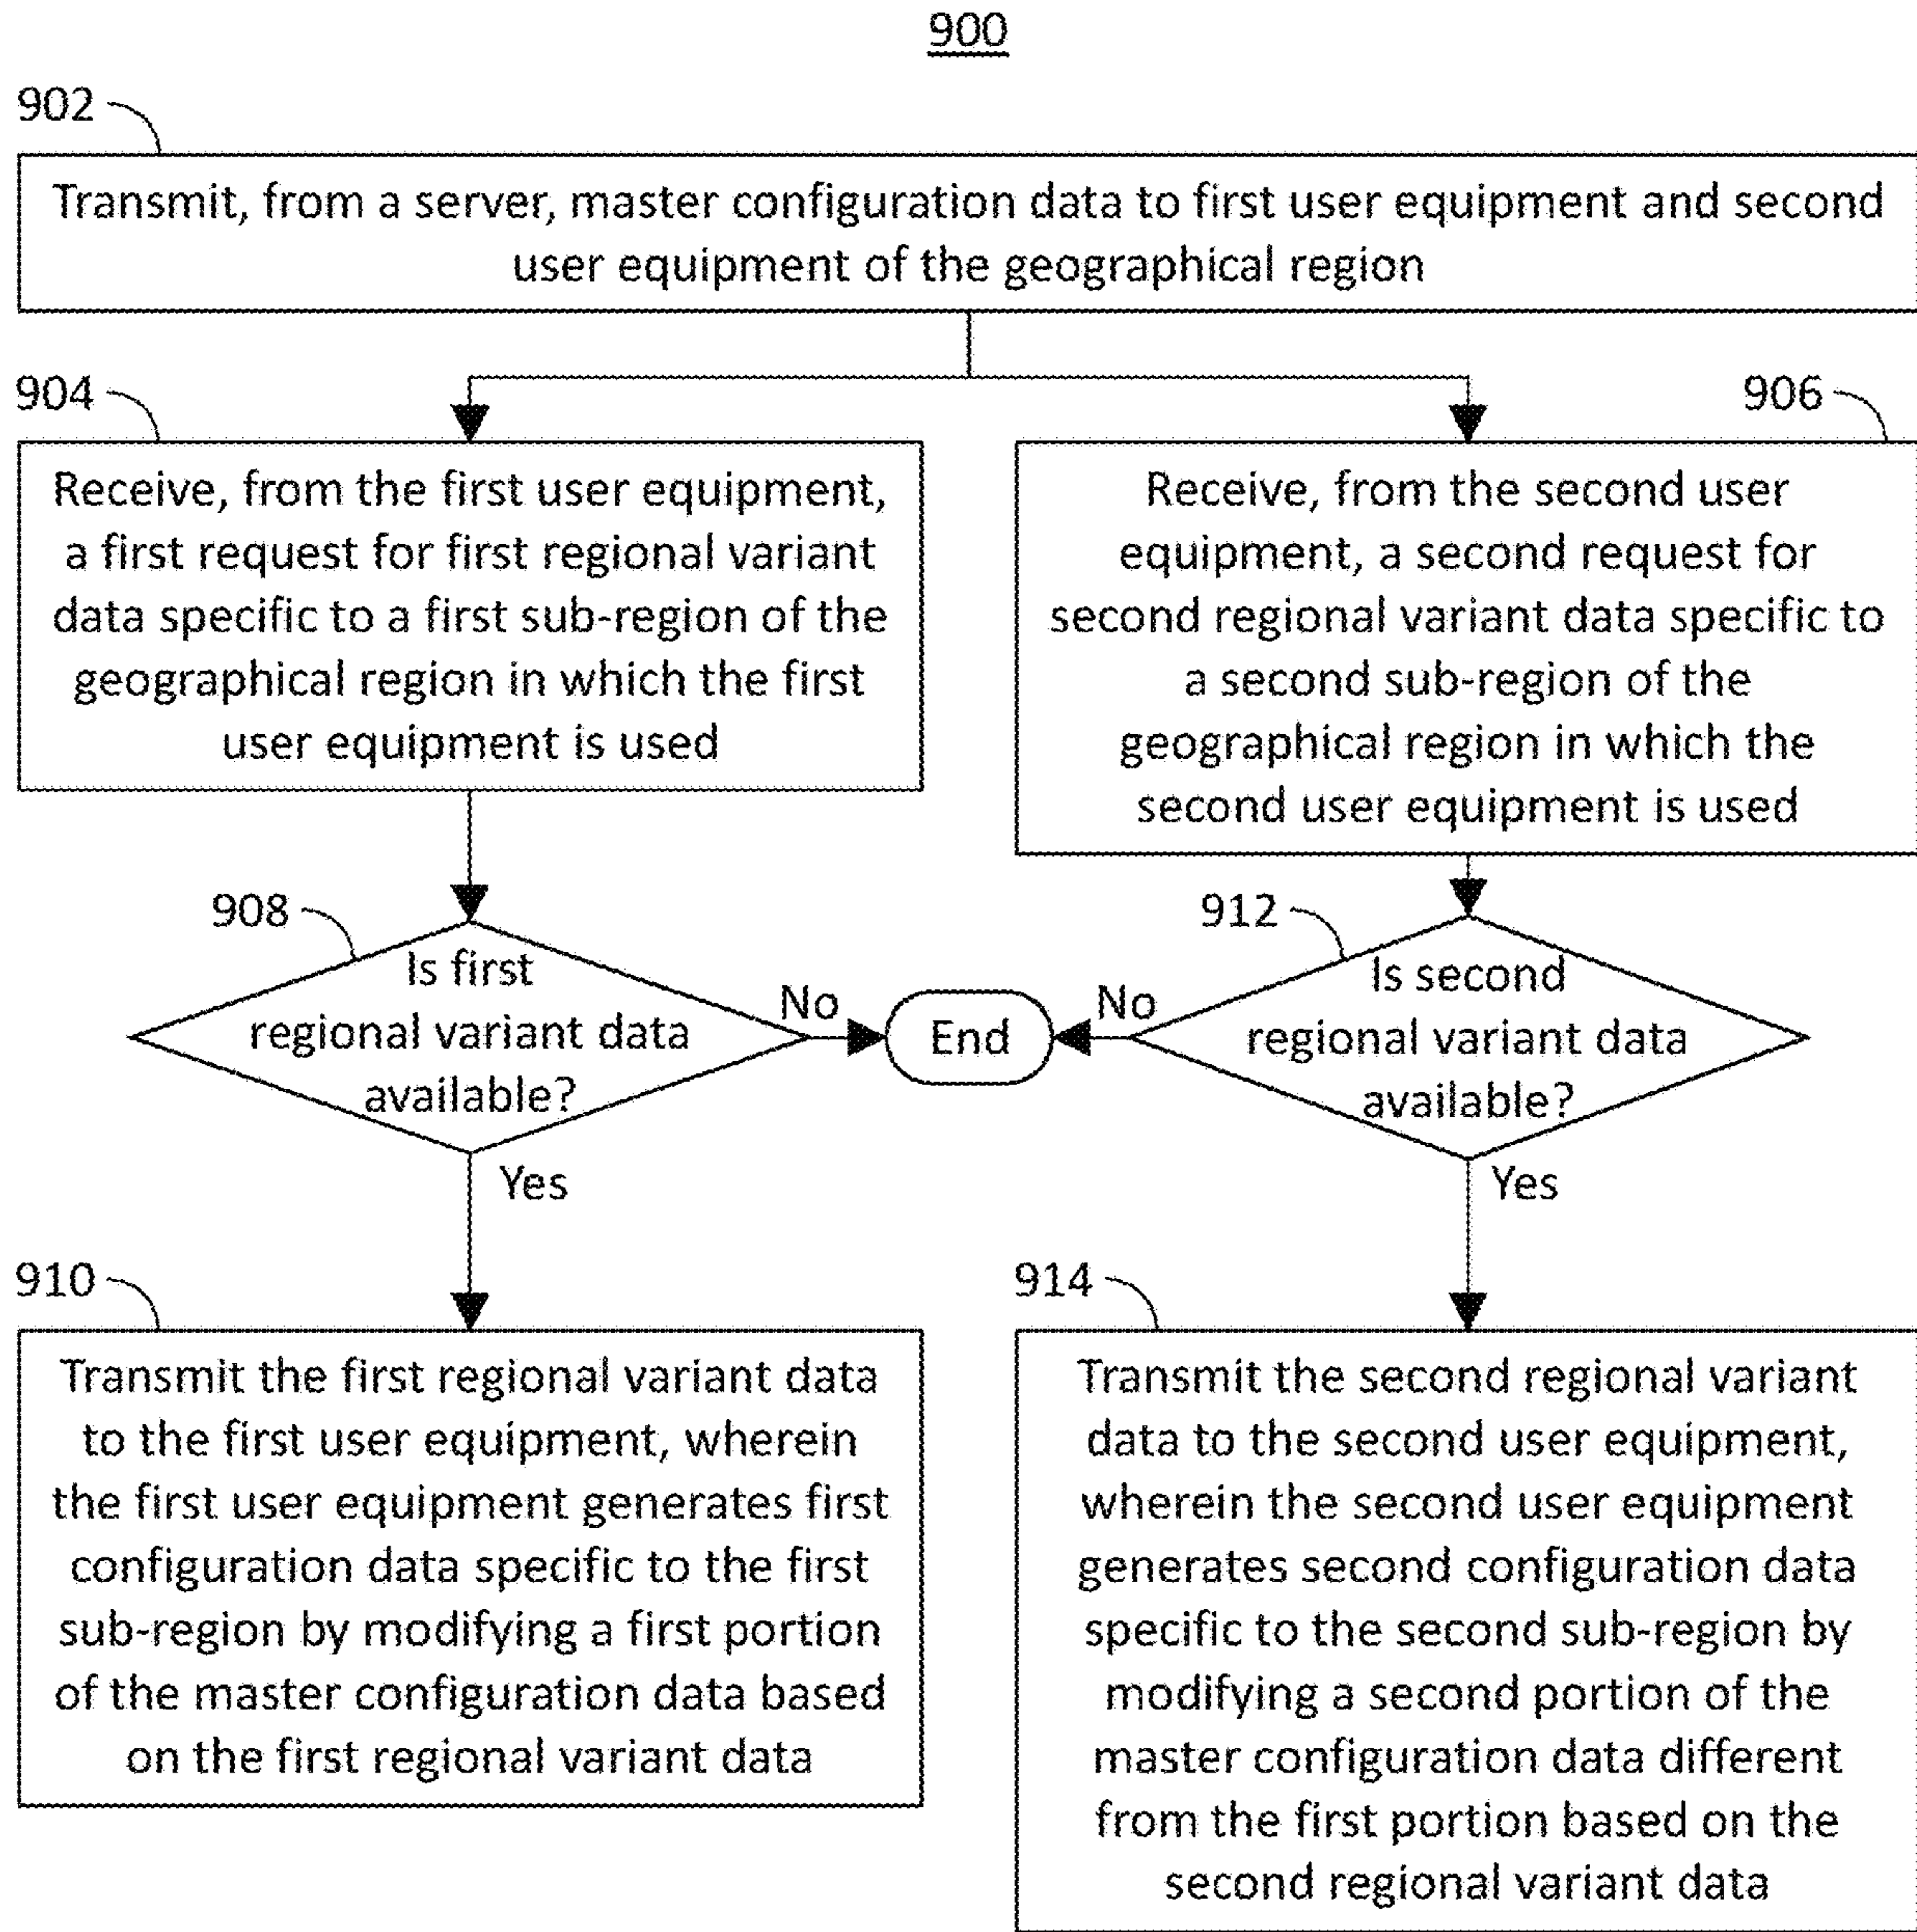 900
902
Transmit, from a server, master configuration data to first user equipment and second
user equipment of the geographical region
904
Receive, from the first user equipment,
a first request for first regional variant
data specific to a first sub-region of the
geographical region in which the first
user equipment is used
906
Receive, from the second user
equipment, a second request for
second regional variant data specific to
a second sub-region of the
geographical region in which the
second user equipment is used
908
Is first
regional variant data
available?
No
End
No
912
Is second
regional variant data
available?
Yes
Yes
910
Transmit the first regional variant data
to the first user equipment, wherein
the first user equipment generates first
configuration data specific to the first
sub-region by modifying a first portion
of the master configuration data based
on the first regional variant data
914
Transmit the second regional variant
data to the second user equipment,
wherein the second user equipment
generates second configuration data
specific to the second sub-region by
modifying a second portion of the
master configuration data different
from the first portion based on the
second regional variant data